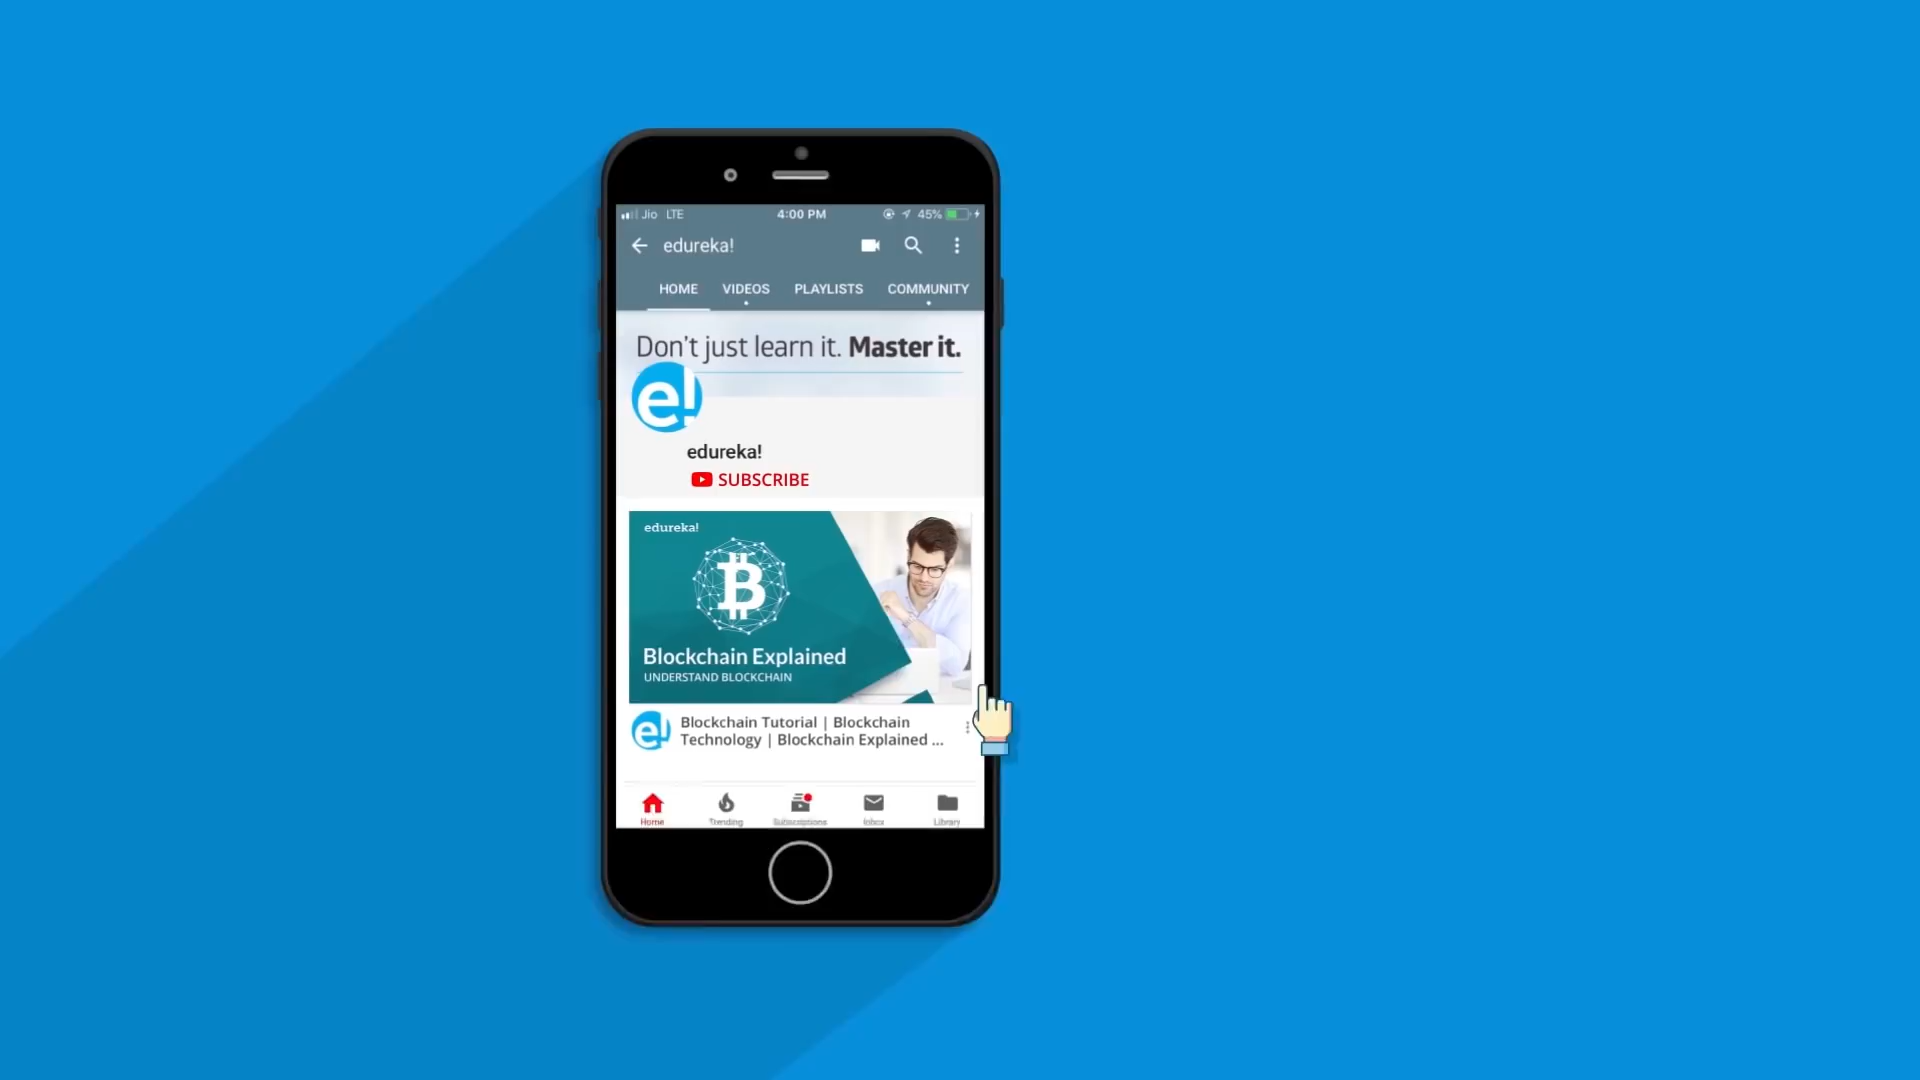 Jio LTE 4:00 PM 45%
edureka!
HOME VIDEOS PLAYLISTS COMMUNITY
Don't just learn it. Master it.
e!
edureka!
SUBSCRIBE
edureka!
B
Blockchain Explained
UNDERSTAND BLOCKCHAIN
e!
Blockchain Tutorial | Blockchain
Technology | Blockchain Explained ...
Home Trending Subscriptions Inbox Library